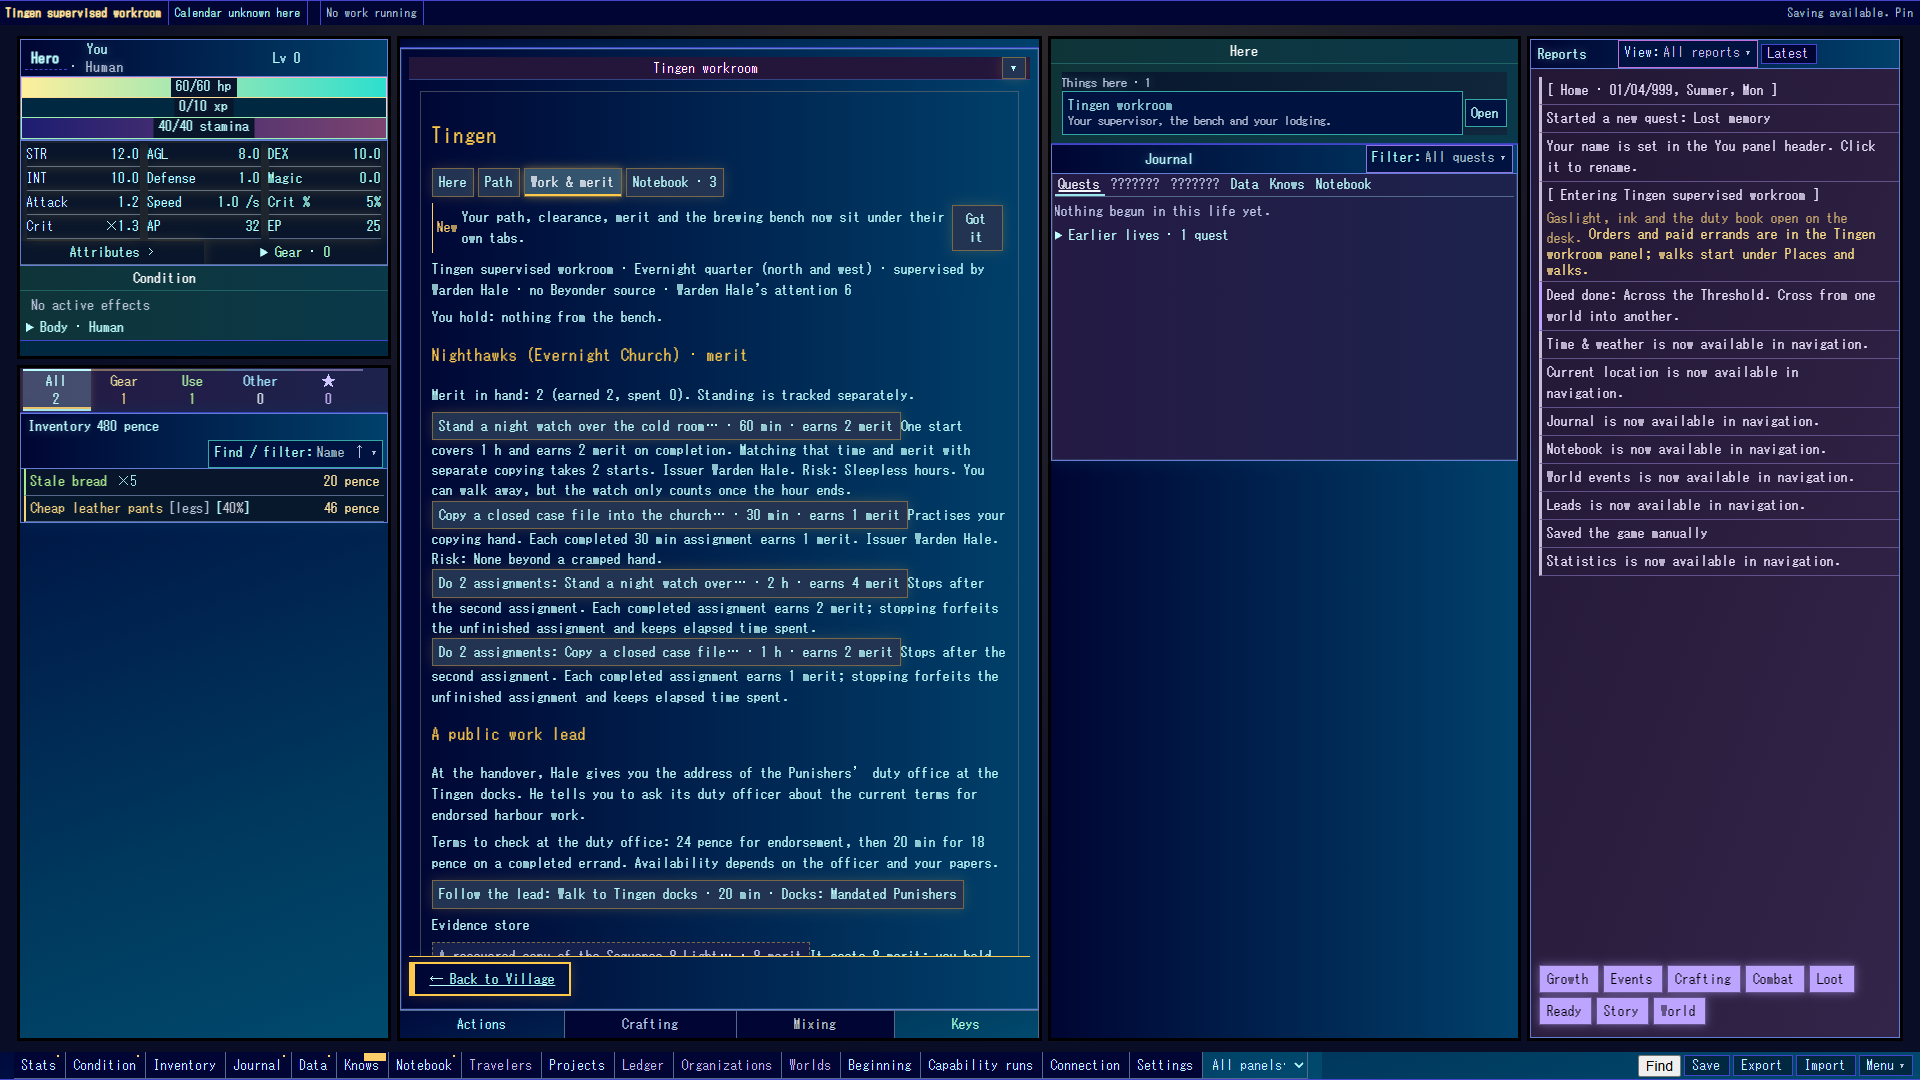 Tingen supervised workroom
Calendar unknown here
No work running
Saving available. Pin
Hero · You
Human
Lv 0
60/60 hp
0/10 xp
40/40 stamina
STR 12.0 AGL 8.0 DEX 10.0
INT 10.0 Defense 1.0 Magic 0.0
Attack 1.2 Speed 1.0 /s Crit % 5%
Crit ×1.3 AP 32 EP 25
Attributes >
▶ Gear · 0
Condition
No active effects
▶ Body · Human
All 2
Gear 1
Use 1
Other 0
★ 0
Inventory 480 pence
Find / filter: Name ↑ ▾
Stale bread ×5 20 pence
Cheap leather pants [legs] [40%] 46 pence
Tingen workroom ▾
Tingen
Here
Path
Work & merit
Notebook · 3
New
Your path, clearance, merit and the brewing bench now sit under their
own tabs.
Got
it
Tingen supervised workroom · Evernight quarter (north and west) · supervised by
Warden Hale · no Beyonder source · Warden Hale's attention 6
You hold: nothing from the bench.
Nighthawks (Evernight Church) · merit
Merit in hand: 2 (earned 2, spent 0). Standing is tracked separately.
Stand a night watch over the cold room… · 60 min · earns 2 merit One start
covers 1 h and earns 2 merit on completion. Matching that time and merit with
separate copying takes 2 starts. Issuer Warden Hale. Risk: Sleepless hours. You
can walk away, but the watch only counts once the hour ends.
Copy a closed case file into the church… · 30 min · earns 1 merit Practises your
copying hand. Each completed 30 min assignment earns 1 merit. Issuer Warden Hale.
Risk: None beyond a cramped hand.
Do 2 assignments: Stand a night watch over… · 2 h · earns 4 merit Stops after
the second assignment. Each completed assignment earns 2 merit; stopping forfeits
the unfinished assignment and keeps elapsed time spent.
Do 2 assignments: Copy a closed case file… · 1 h · earns 2 merit Stops after the
second assignment. Each completed assignment earns 1 merit; stopping forfeits the
unfinished assignment and keeps elapsed time spent.
A public work lead
At the handover, Hale gives you the address of the Punishers' duty office at the
Tingen docks. He tells you to ask its duty officer about the current terms for
endorsed harbour work.
Terms to check at the duty office: 24 pence for endorsement, then 20 min for 18
pence on a completed errand. Availability depends on the officer and your papers.
Follow the lead: Walk to Tingen docks · 20 min · Docks: Mandated Punishers
Evidence store
← Back to Village
Actions
Crafting
Mixing
Keys
Here
Things here · 1
Tingen workroom
Your supervisor, the bench and your lodging.
Open
Journal
Filter: All quests ▾
Quests ??????? ??????? Data Knows Notebook
Nothing begun in this life yet.
▶ Earlier lives · 1 quest
Reports
View: All reports ▾
Latest
[ Home · 01/04/999, Summer, Mon ]
Started a new quest: Lost memory
Your name is set in the You panel header. Click
it to rename.
[ Entering Tingen supervised workroom ]
Gaslight, ink and the duty book open on the
desk. Orders and paid errands are in the Tingen
workroom panel; walks start under Places and
walks.
Deed done: Across the Threshold. Cross from one
world into another.
Time & weather is now available in navigation.
Current location is now available in
navigation.
Journal is now available in navigation.
Notebook is now available in navigation.
World events is now available in navigation.
Leads is now available in navigation.
Saved the game manually
Statistics is now available in navigation.
Growth
Events
Crafting
Combat
Loot
Ready
Story
World
Stats
Condition
Inventory
Journal
Data
Knows
Notebook
Travelers
Projects
Ledger
Organizations
Worlds
Beginning
Capability runs
Connection
Settings
All panels
Find
Save
Export
Import
Menu ▾